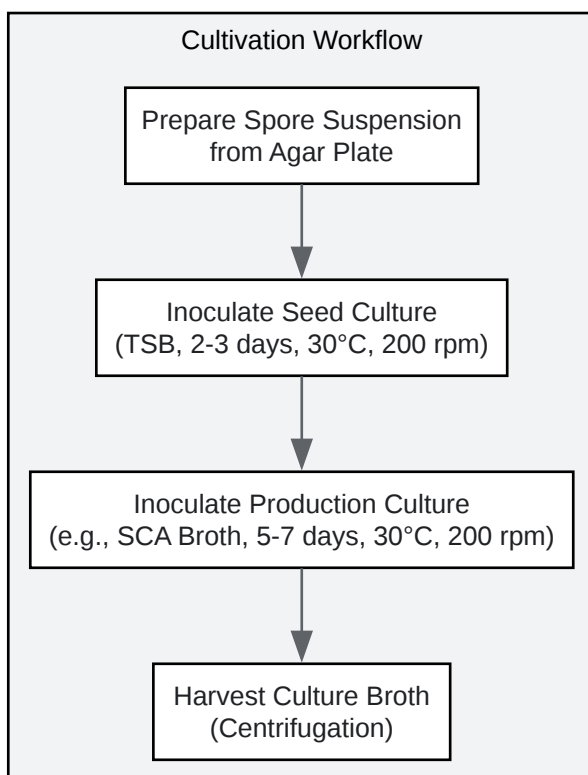 Cultivation Workflow
Prepare Spore Suspension
from Agar Plate
Inoculate Seed Culture
(TSB, 2-3 days, 30°C, 200 rpm)
Inoculate Production Culture
(e.g., SCA Broth, 5-7 days, 30°C, 200 rpm)
Harvest Culture Broth
(Centrifugation)